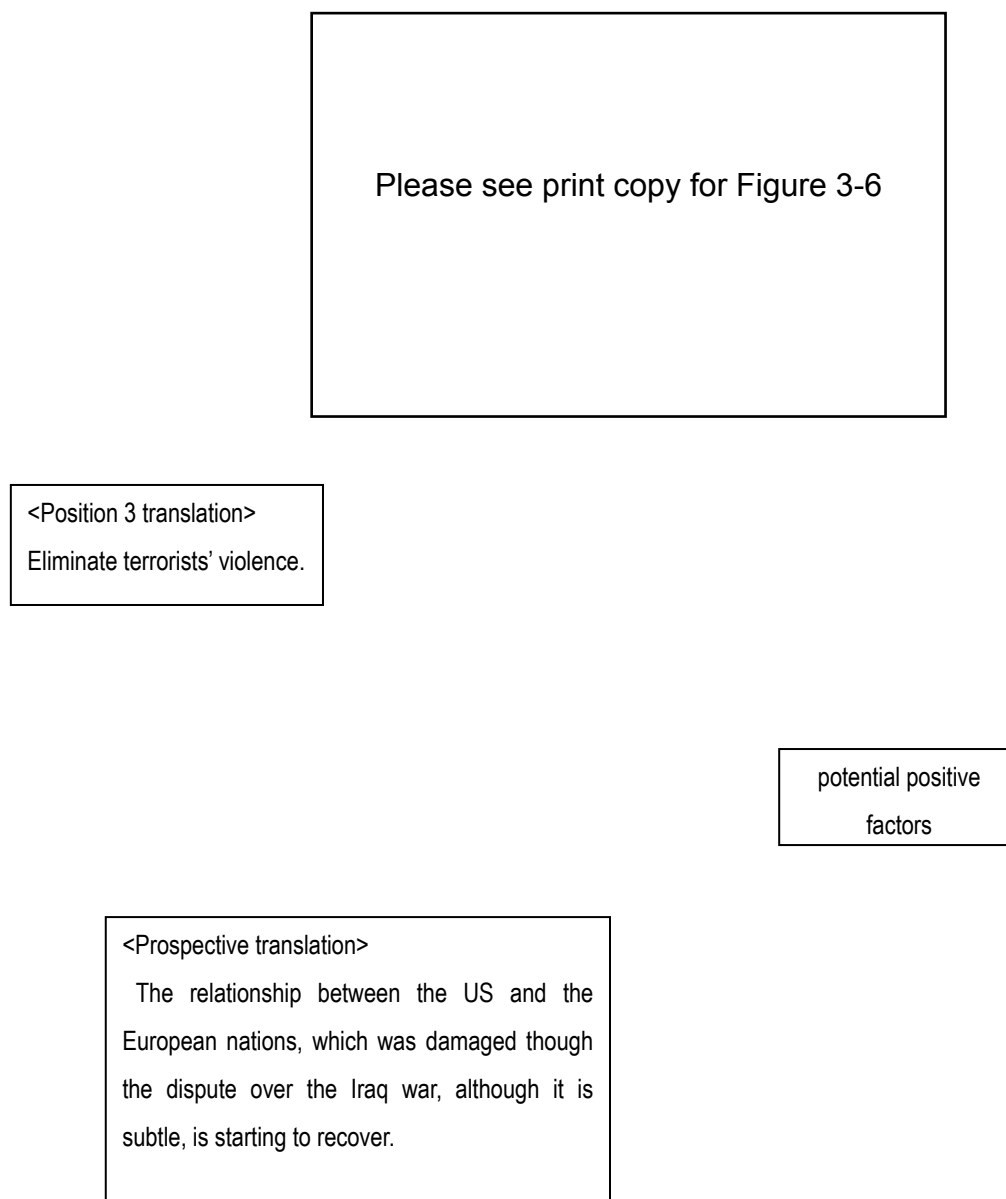 Please see print copy for Figure 3-6
<Position 3 translation>
Eliminate terrorists’ violence.
potential positive
factors
<Prospective translation>
The relationship between the US and the
European nations, which was damaged though
the dispute over the Iraq war, although it is
subtle, is starting to recover.